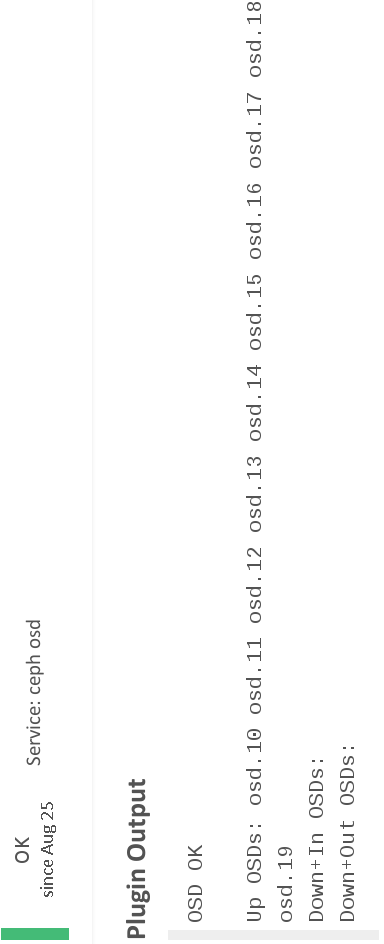 OK
since Aug 25
Service: ceph osd
Plugin Output
OSD OK
Up OSDs: osd.10 osd.11 osd.12 osd.13 osd.14 osd.15 osd.16 osd.17 osd.18
osd.19
Down+In OSDs:
Down+Out OSDs: